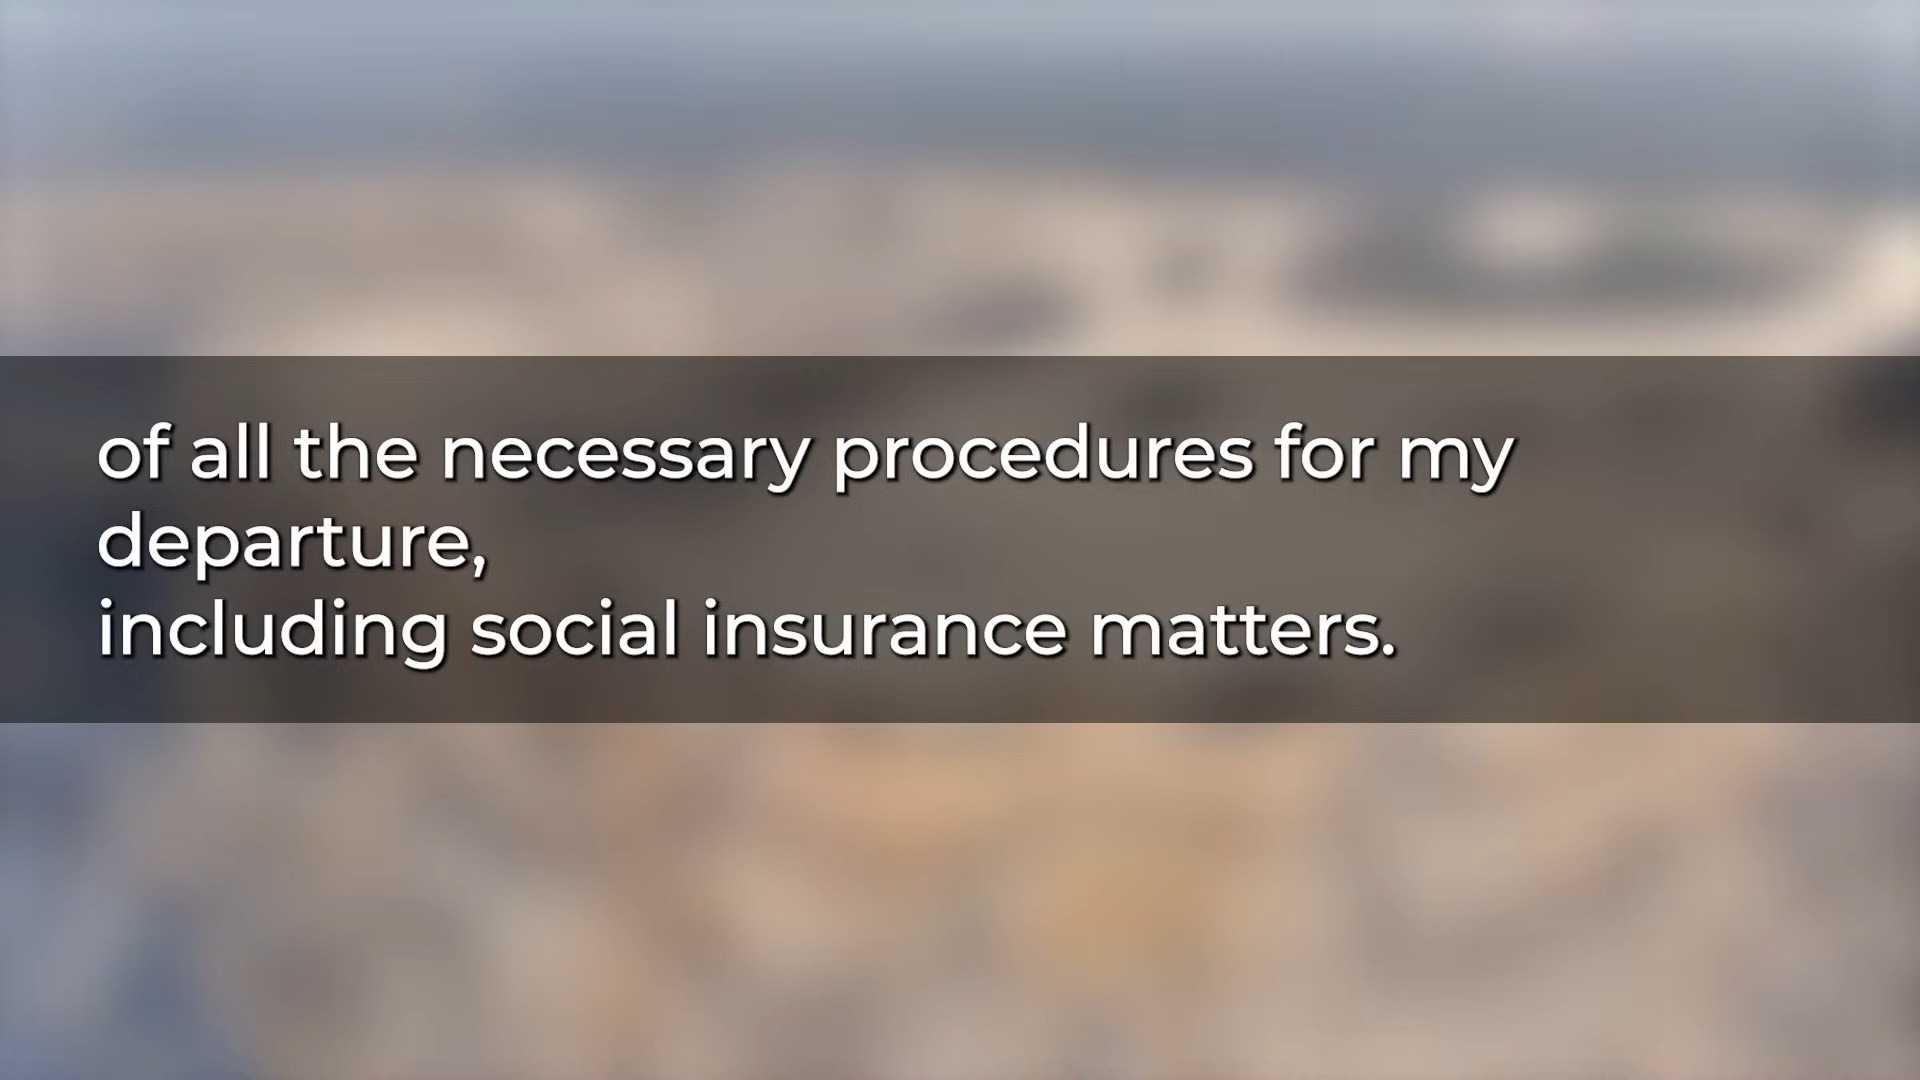 of all the necessary procedures for my
departure,
including social insurance matters.